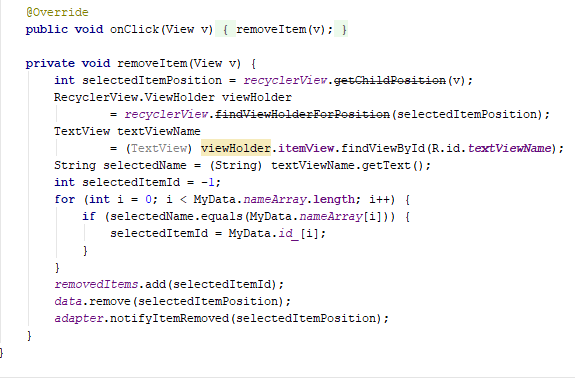 @Override
public void onClick(View v) { removeItem(v); }
private void removeItem(View v) {
int selectedItemPosition = recyclerView.getChildPosition(v);
RecyclerView.ViewHolder viewHolder
= recyclerView.findViewHolderForPosition(selectedItemPosition);
TextView textViewName
= (TextView) viewHolder.itemView.findViewById(R.id.textViewName);
String selectedName = (String) textViewName.getText();
int selectedItemId = -1;
for (int i = 0; i < MyData.nameArray.length; i++) {
if (selectedName.equals(MyData.nameArray[i])) {
selectedItemId = MyData.id_[i];
}
}
removedItems.add(selectedItemId);
data.remove(selectedItemPosition);
adapter.notifyItemRemoved(selectedItemPosition);
}
}